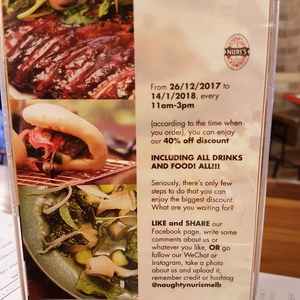 NURI'S
From 26/12/2017 to
14/1/2018, every
11am-3pm
(according to the time when
you order), you can enjoy
our 40% off discount
INCLUDING ALL DRINKS
AND FOOD! ALL!!!
Seriously, there's only few
steps to do that you can
enjoy the biggest discount.
What are you waiting for?
LIKE and SHARE our
Facebook page, write some
comments about us or
whatever you like, OR go
follow our WeChat or
Instagram, take a photo
about us and upload it,
remember credit or hashtag
@naughtynurismelb